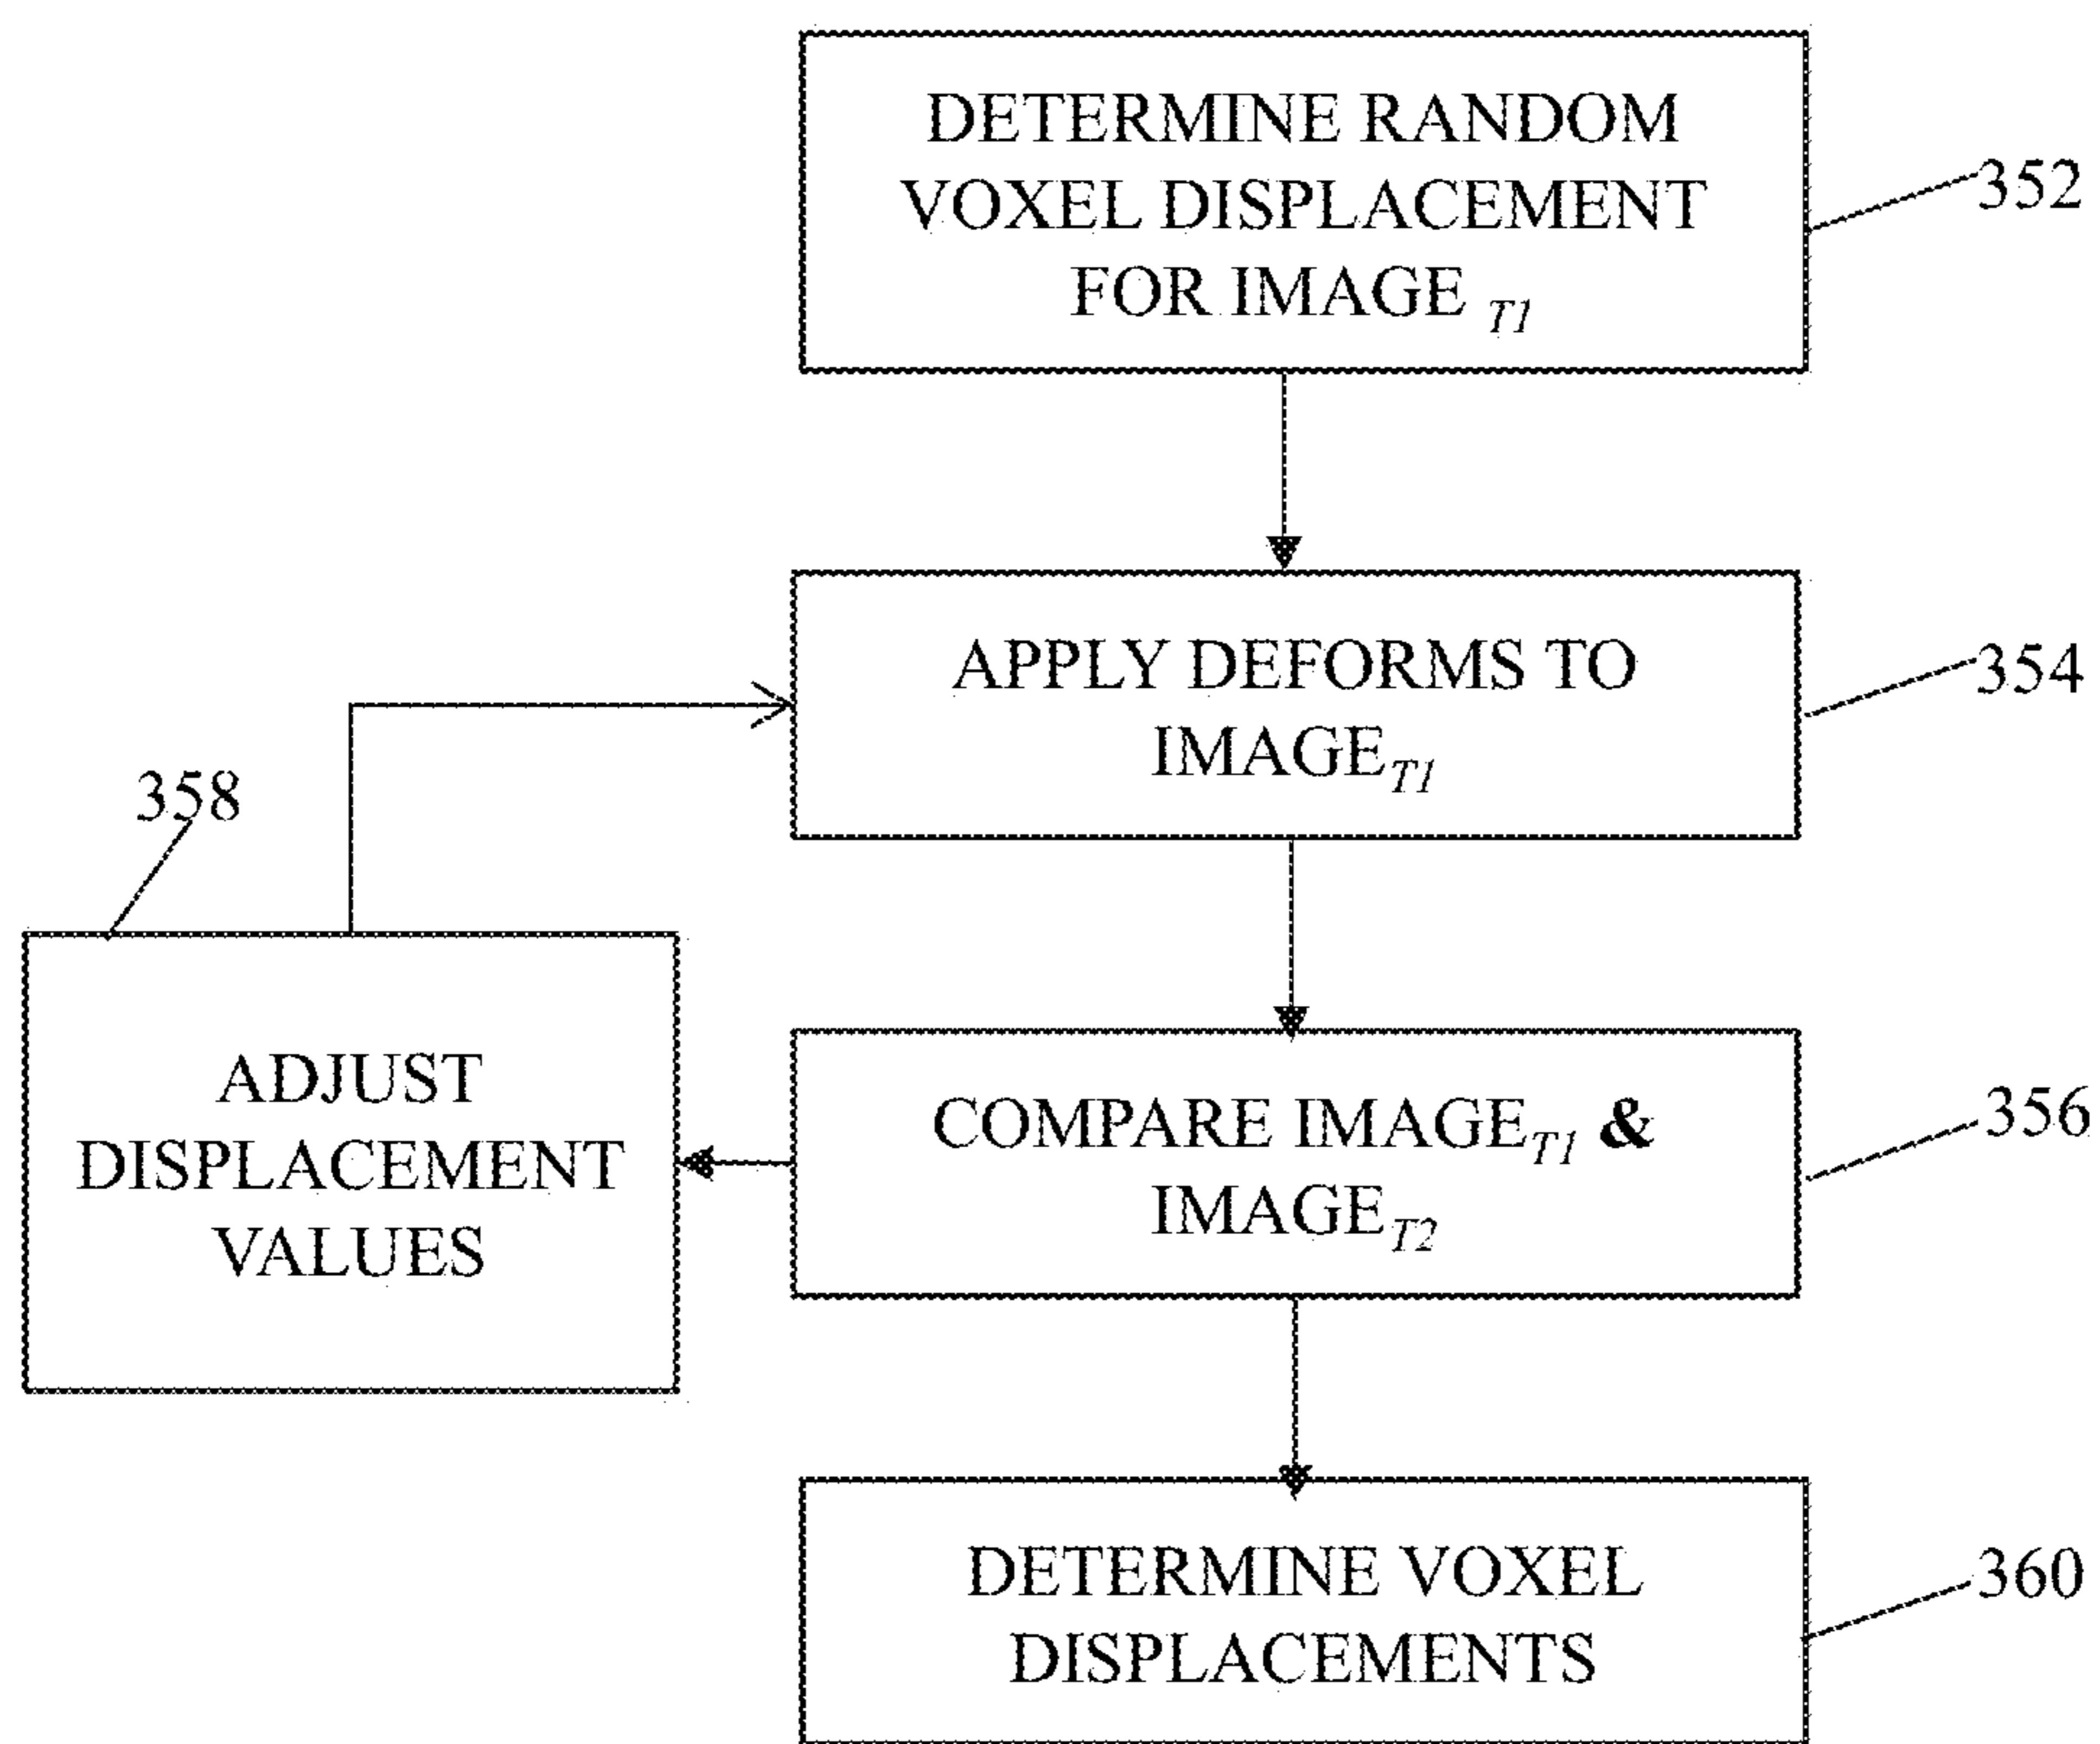 DETERMINE RANDOM
VOXEL DISPLACEMENT
FOR IMAGE T1
352
APPLY DEFORMS TO
IMAGET1
354
358
ADJUST
DISPLACEMENT
VALUES
COMPARE IMAGET1 &
IMAGET2
356
DETERMINE VOXEL
DISPLACEMENTS
360